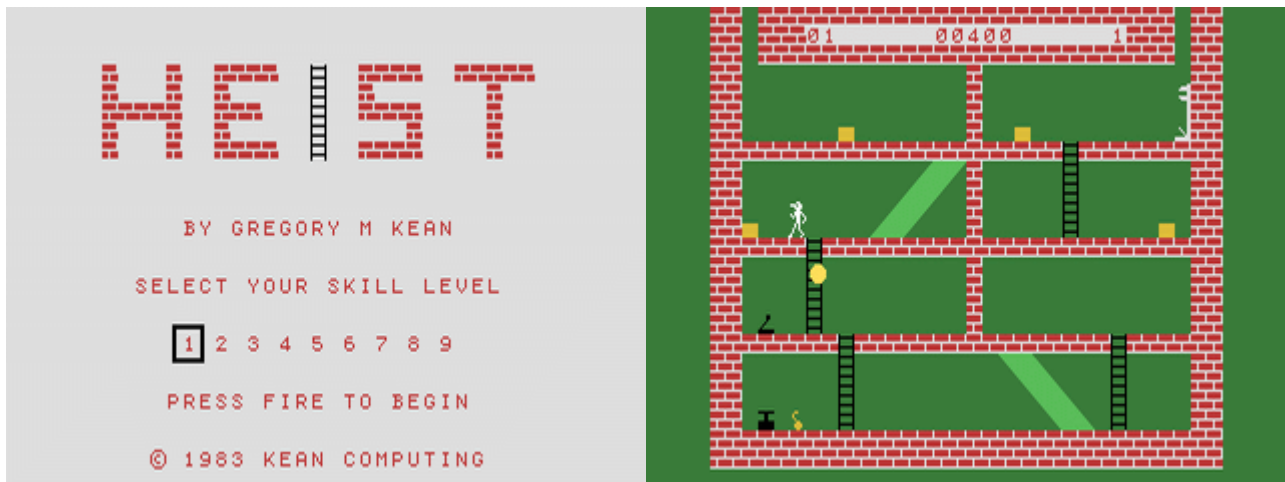 HEIST
BY GREGORY M KEAN
SELECT YOUR SKILL LEVEL
1 2 3 4 5 6 7 8 9
PRESS FIRE TO BEGIN
© 1983 KEAN COMPUTING
01 00400 1